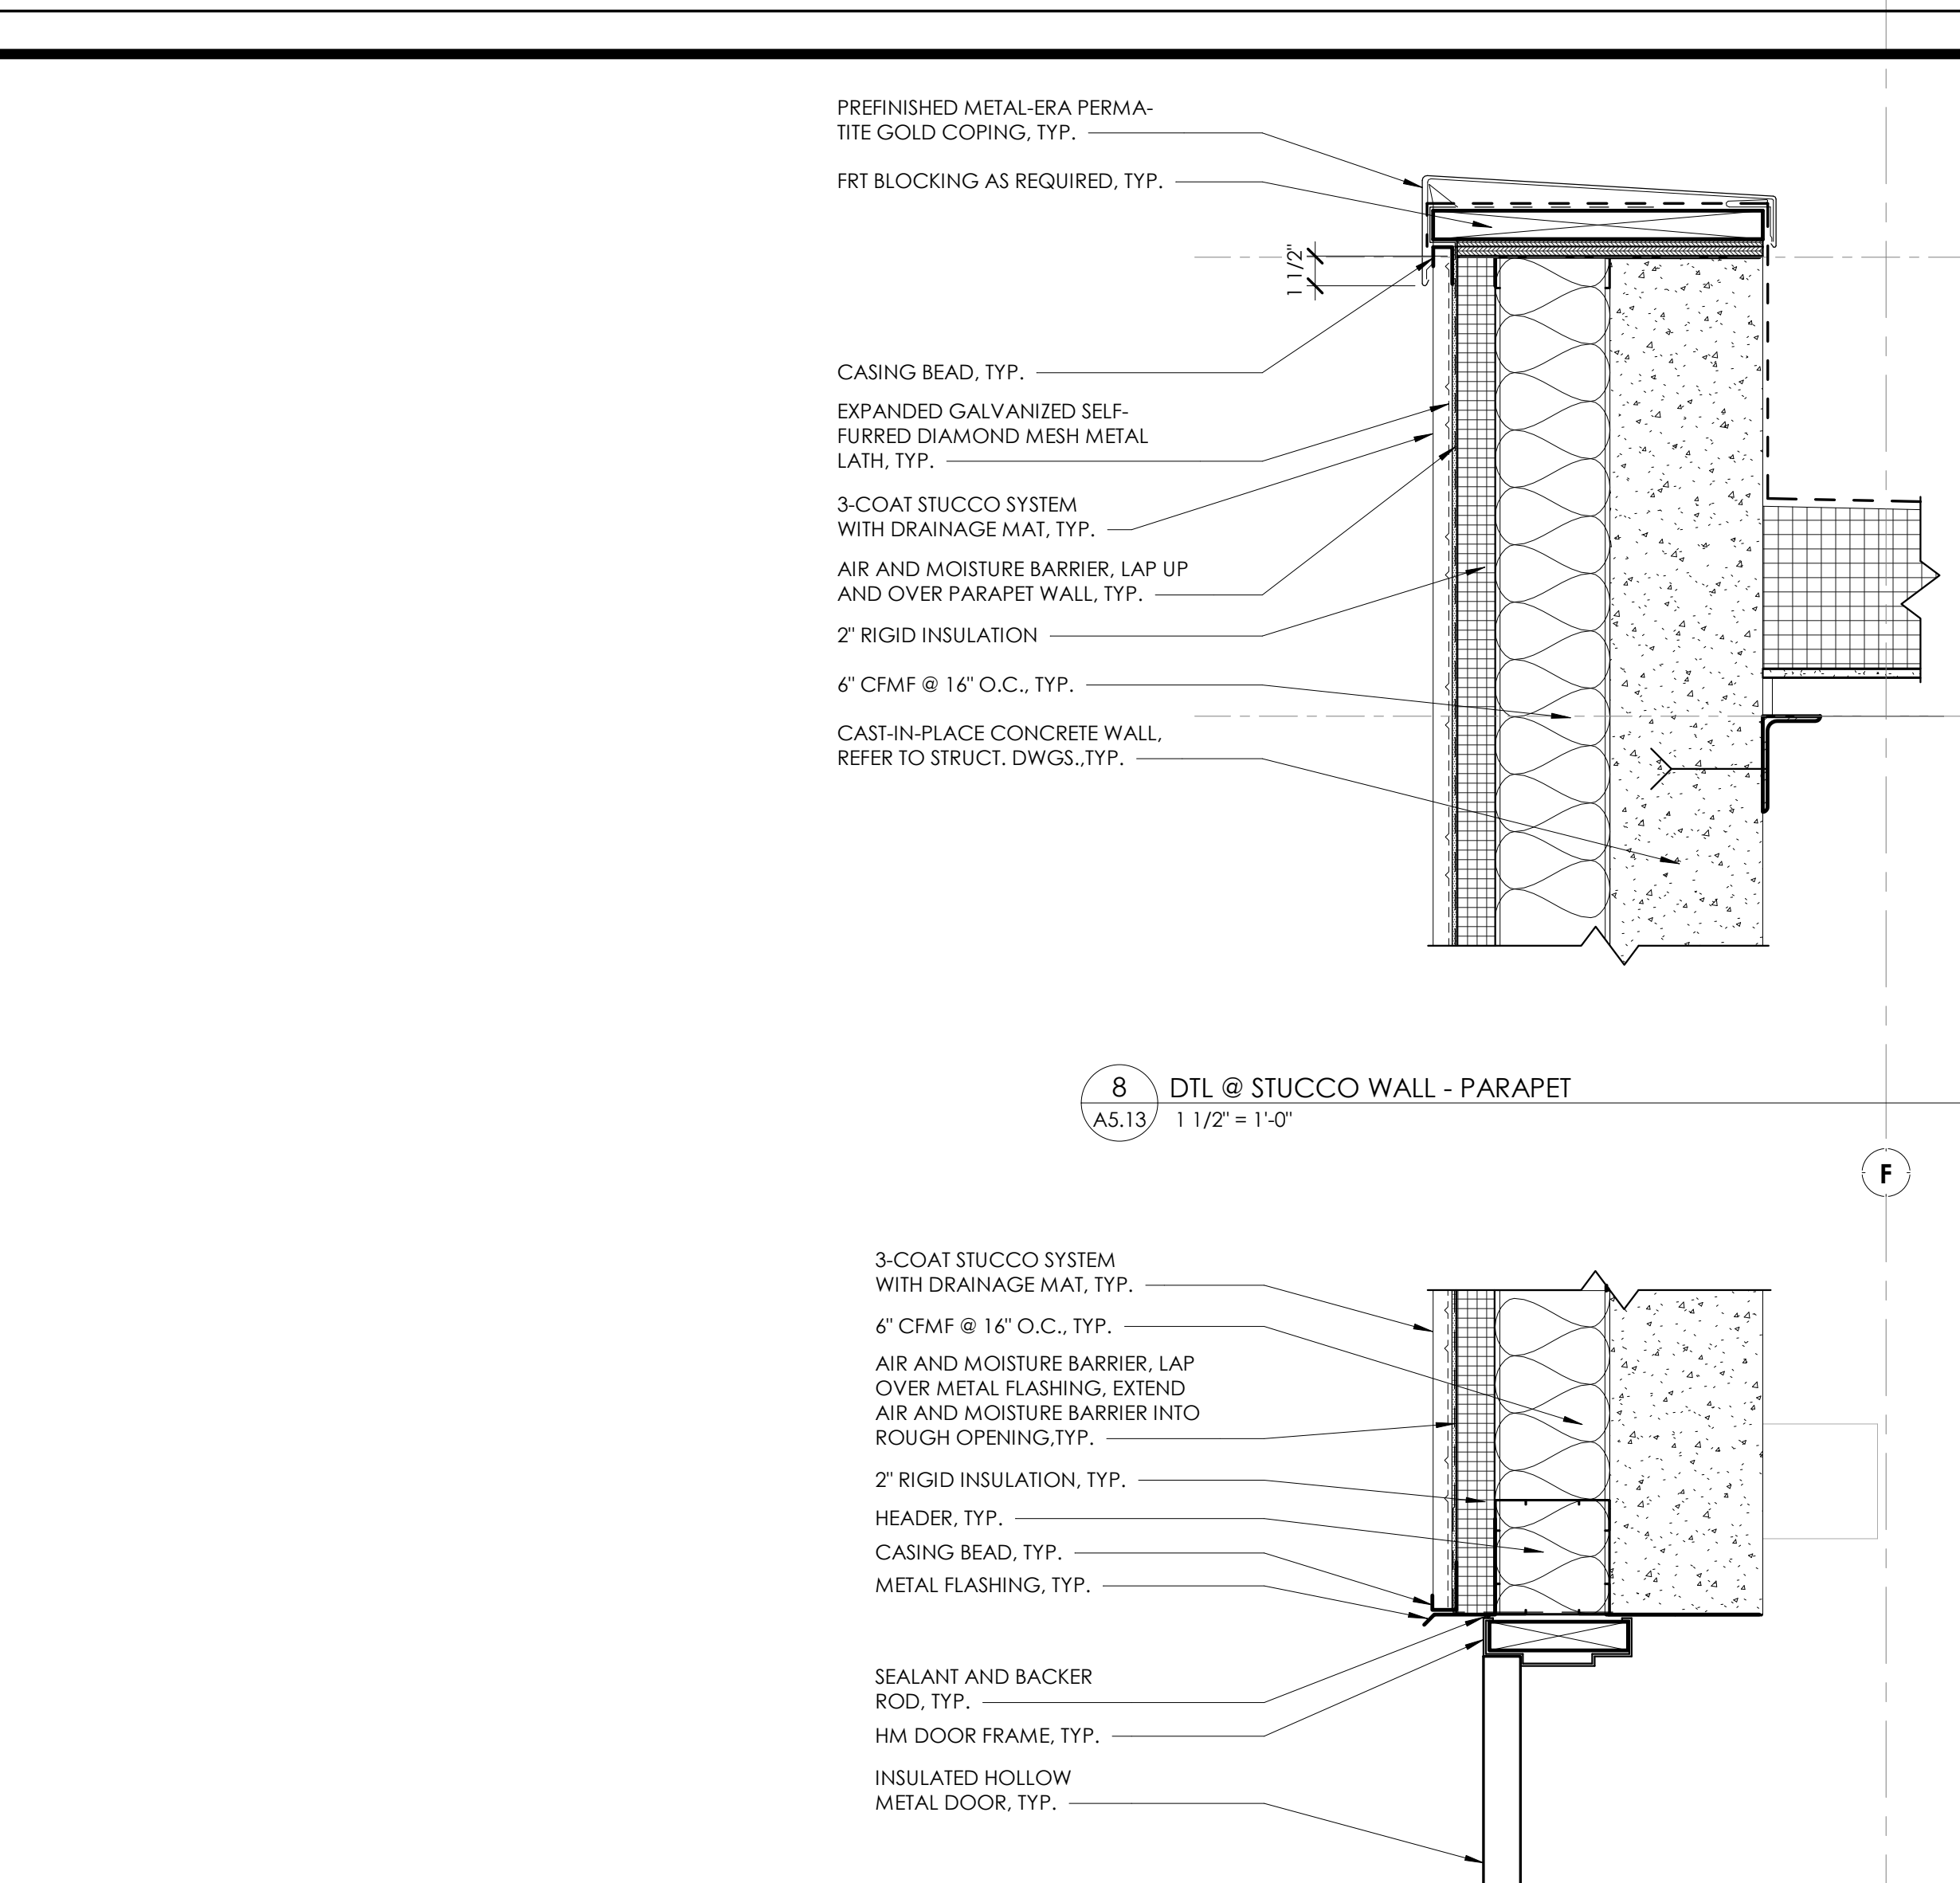 PREFINISHED METAL-ERA PERMA-
TITE GOLD COPING, TYP.
FRT BLOCKING AS REQUIRED, TYP.
1 1/2"
CASING BEAD, TYP.
EXPANDED GALVANIZED SELF-
FURRED DIAMOND MESH METAL
LATH, TYP.
3-COAT STUCCO SYSTEM
WITH DRAINAGE MAT, TYP.
AIR AND MOISTURE BARRIER, LAP UP
AND OVER PARAPET WALL, TYP.
2" RIGID INSULATION
6" CFMF @ 16" O.C., TYP.
CAST-IN-PLACE CONCRETE WALL,
REFER TO STRUCT. DWGS.,TYP.
8
DTL @ STUCCO WALL - PARAPET
A5.13
1 1/2" = 1'-0"
F
3-COAT STUCCO SYSTEM
WITH DRAINAGE MAT, TYP.
6" CFMF @ 16" O.C., TYP.
AIR AND MOISTURE BARRIER, LAP
OVER METAL FLASHING, EXTEND
AIR AND MOISTURE BARRIER INTO
ROUGH OPENING,TYP.
2" RIGID INSULATION, TYP.
HEADER, TYP.
CASING BEAD, TYP.
METAL FLASHING, TYP.
SEALANT AND BACKER
ROD, TYP.
HM DOOR FRAME, TYP.
INSULATED HOLLOW
METAL DOOR, TYP.